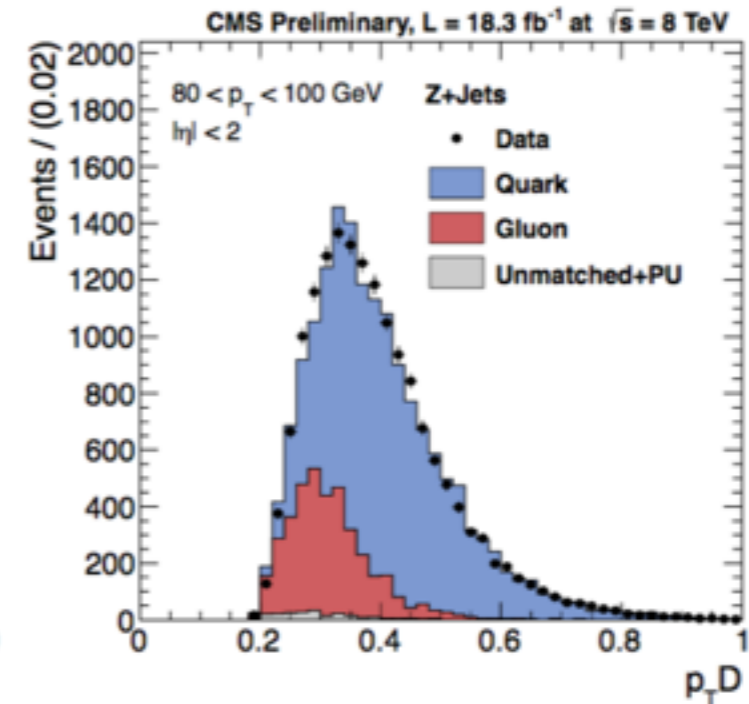 CMS Preliminary, L = 18.3 fb⁻¹ at √s = 8 TeV
Events / (0.02)
2000
1800
1600
1400
1200
1000
800
600
400
200
0
80 < p_T < 100 GeV
|η| < 2
Z+Jets
Data
Quark
Gluon
Unmatched+PU
0 0.2 0.4 0.6 0.8 1
p_T D